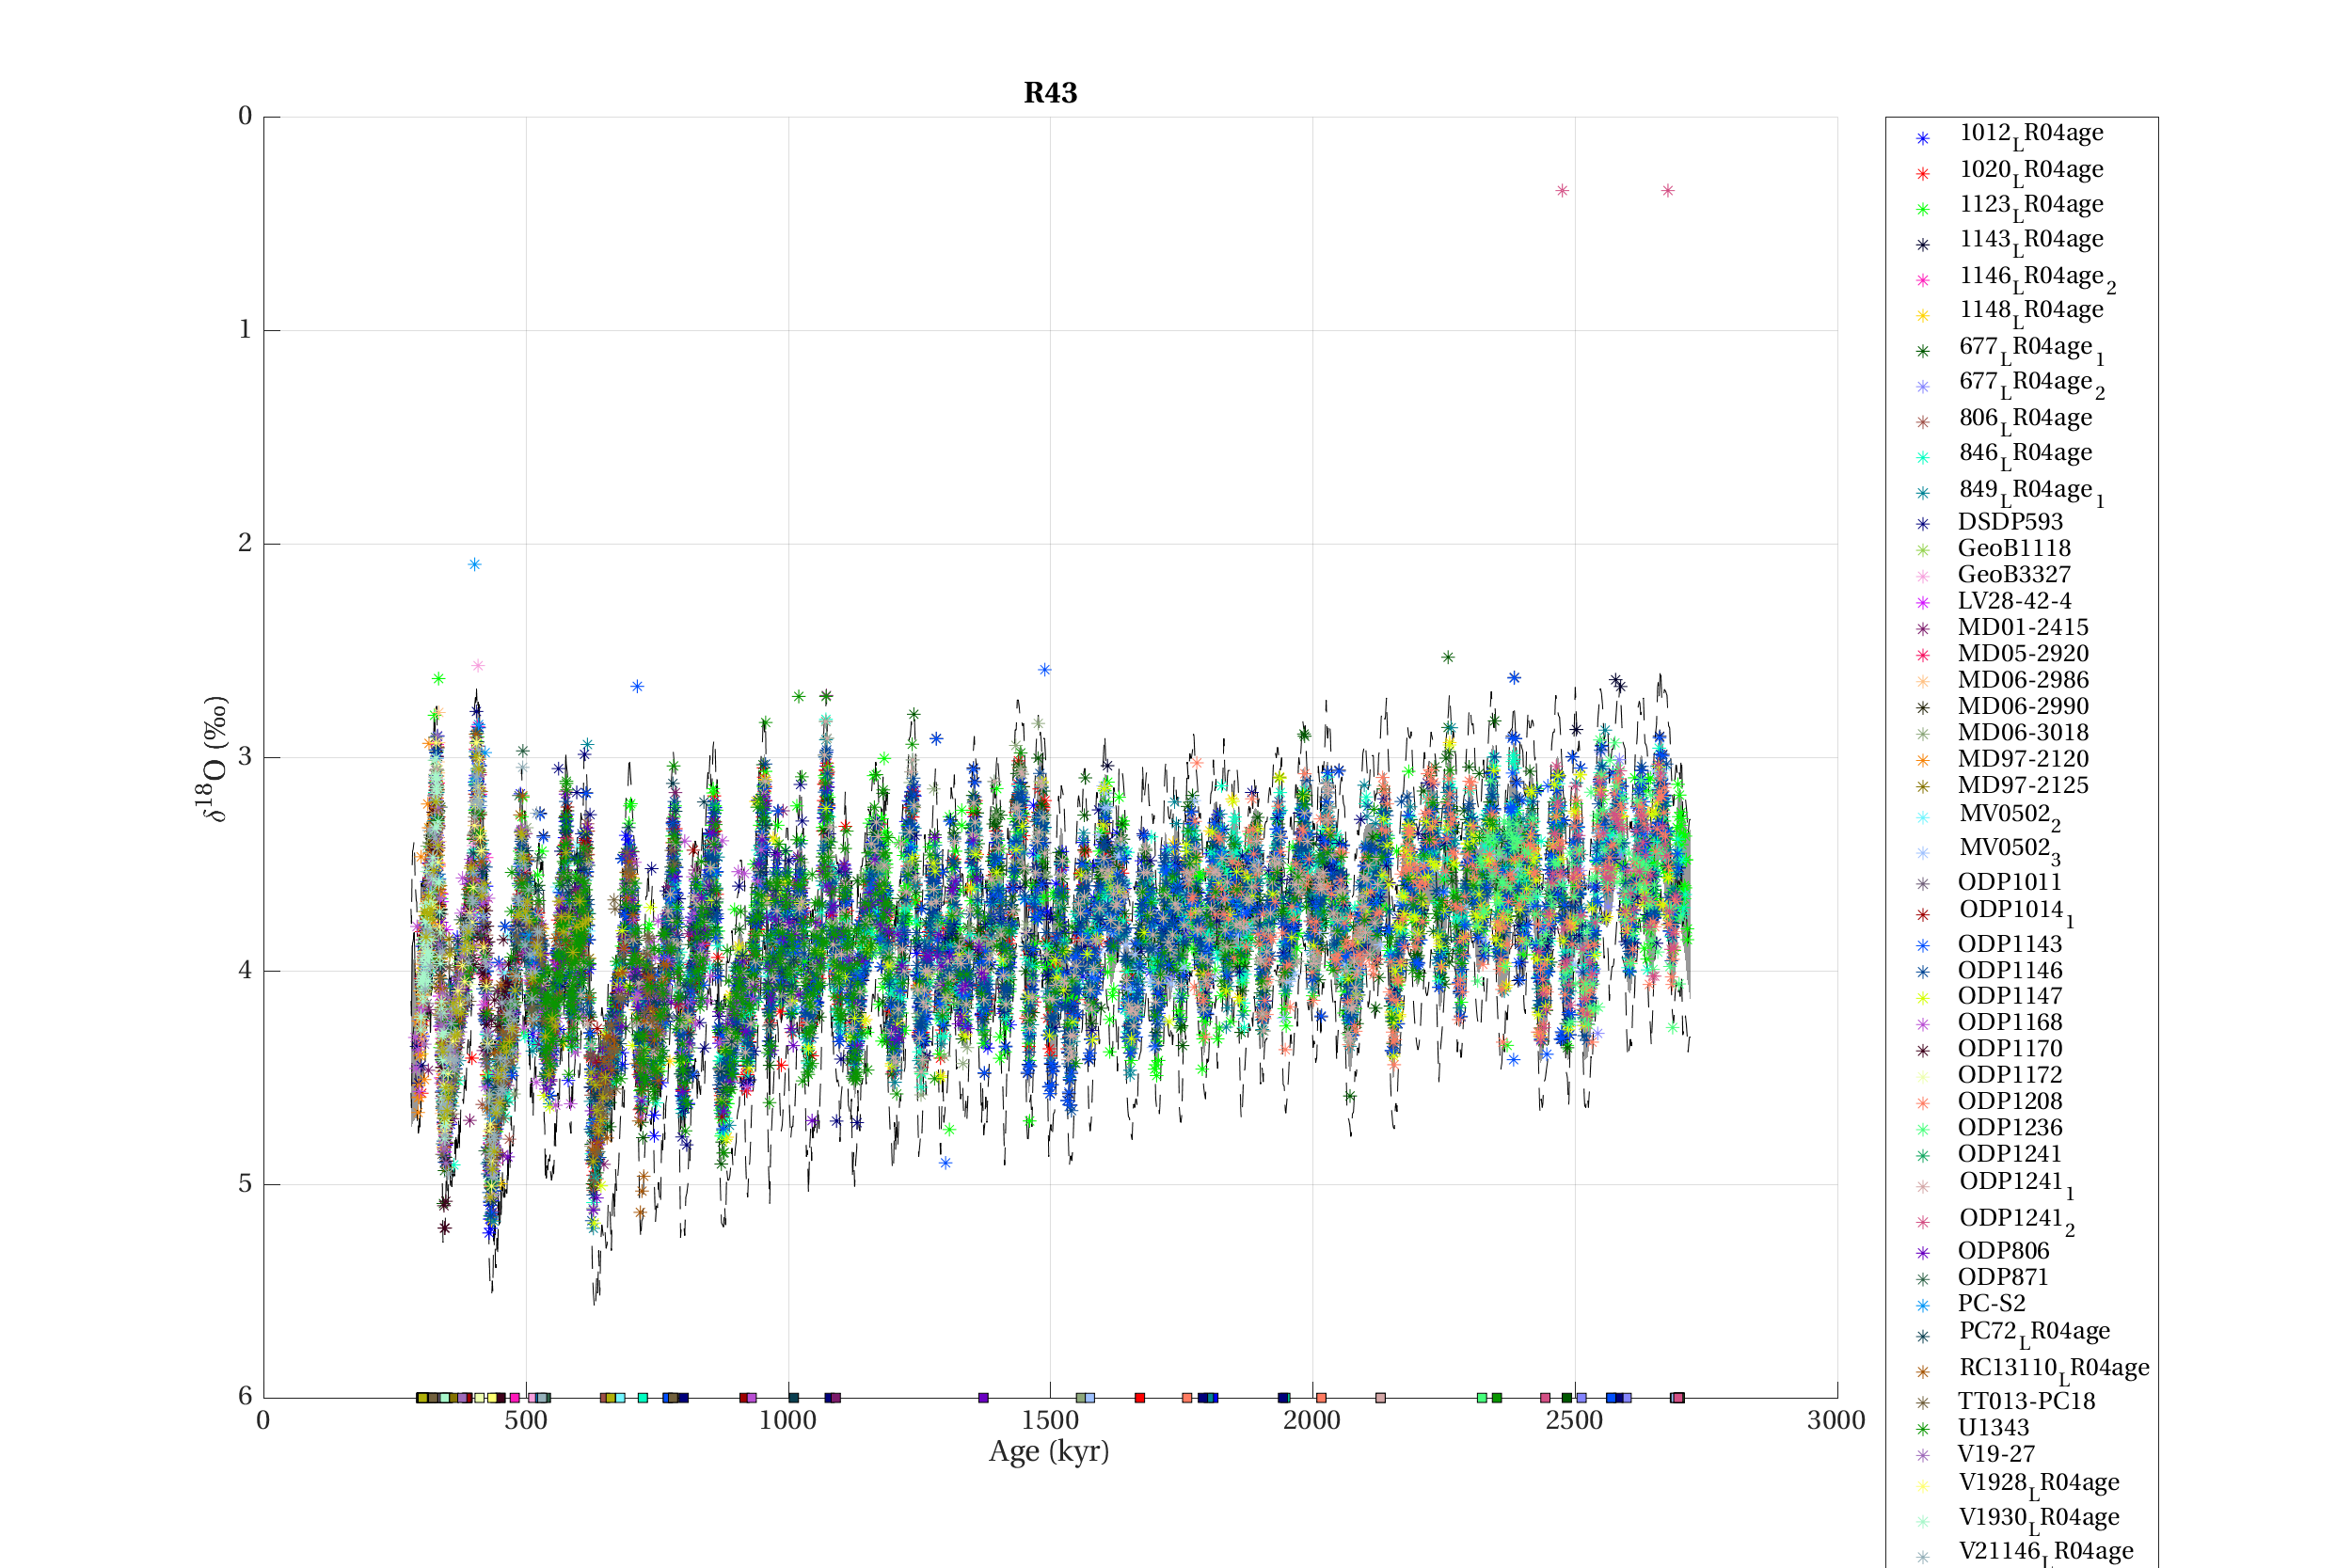 R43
0
1
2
3
4
5
6
δ18O (‰)
0 500 1000 1500 2000 2500 3000
Age (kyr)
1012LR04age
1020LR04age
1123LR04age
1143LR04age
1146LR04age2
1148LR04age
677LR04age1
677LR04age2
806LR04age
846LR04age
849LR04age1
DSDP593
GeoB1118
GeoB3327
LV28-42-4
MD01-2415
MD05-2920
MD06-2986
MD06-2990
MD06-3018
MD97-2120
MD97-2125
MV05022
MV05023
ODP1011
ODP10141
ODP1143
ODP1146
ODP1147
ODP1168
ODP1170
ODP1172
ODP1208
ODP1236
ODP1241
ODP12411
ODP12412
ODP806
ODP871
PC-S2
PC72LR04age
RC13110LR04age
TT013-PC18
U1343
V19-27
V1928LR04age
V1930LR04age
V21146LR04age